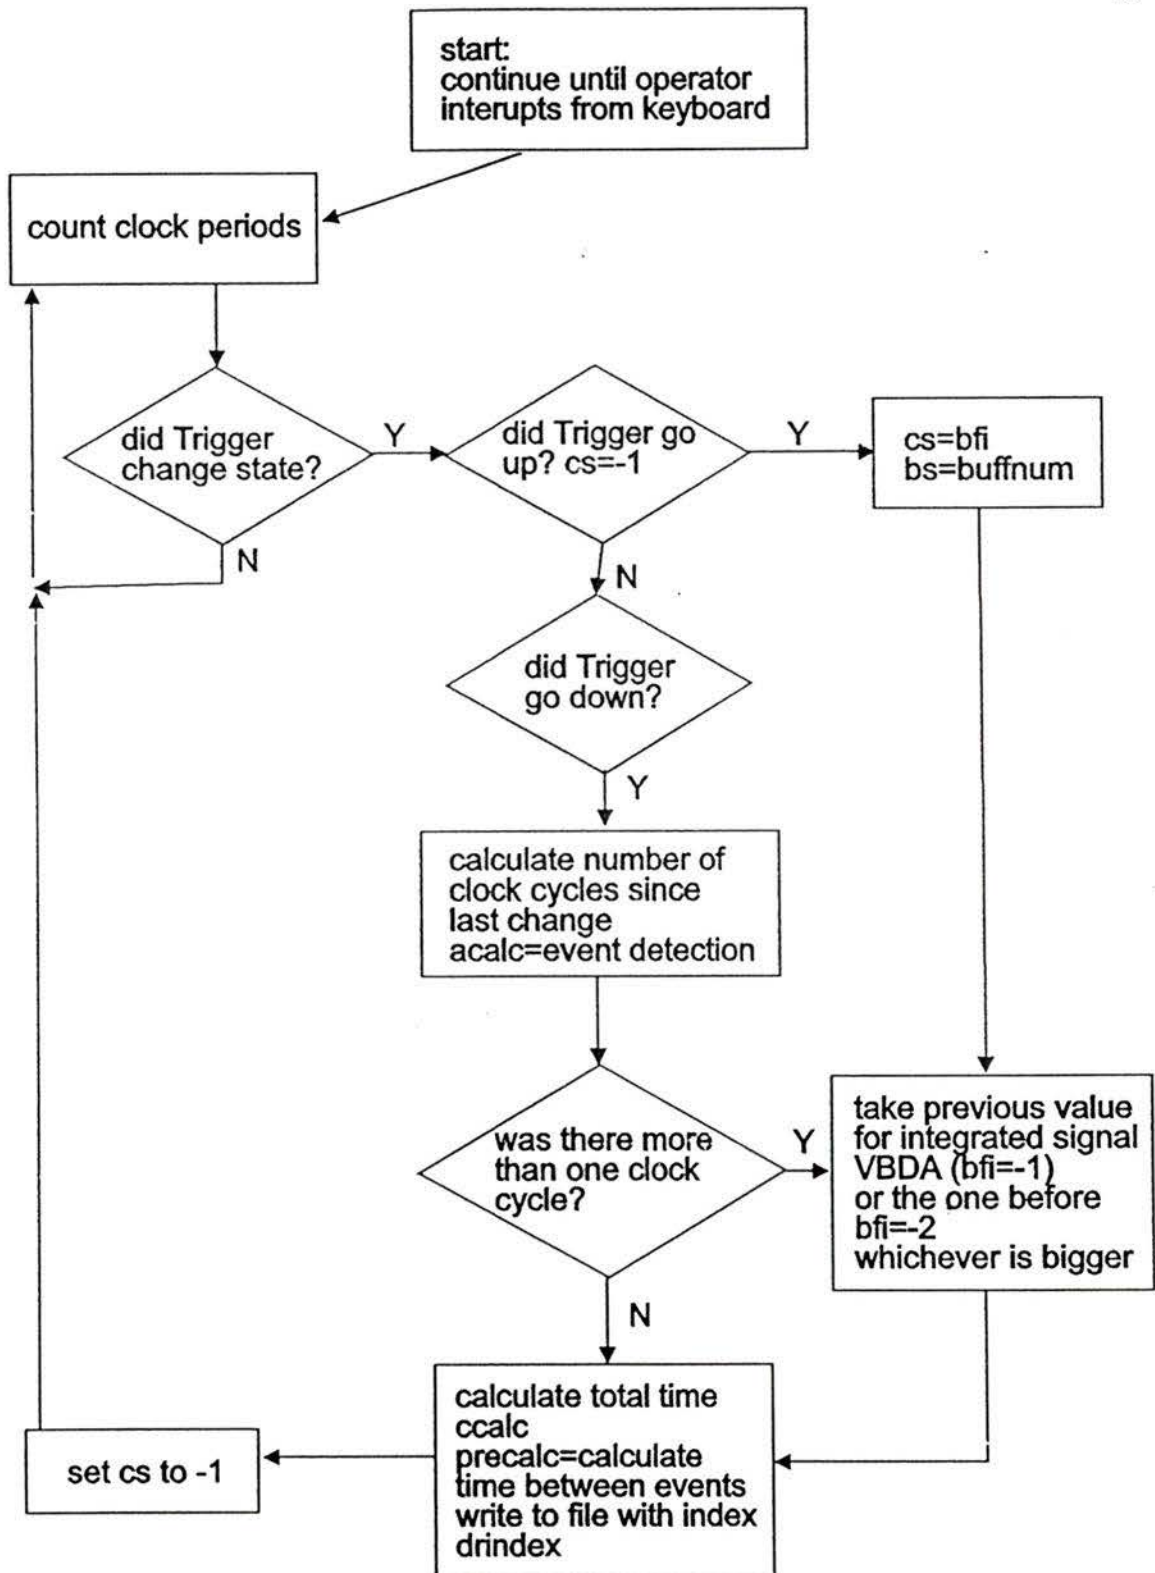 start:
continue until operator
interupts from keyboard
count clock periods
did Trigger
change state?
Y
N
did Trigger go
up? cs=-1
Y
N
cs=bfi
bs=buffnum
did Trigger
go down?
Y
calculate number of
clock cycles since
last change
acalc=event detection
was there more
than one clock
cycle?
Y
N
take previous value
for integrated signal
VBDA (bfi=-1)
or the one before
bfi=-2
whichever is bigger
calculate total time
ccalc
precalc=calculate
time between events
write to file with index
drindex
set cs to -1